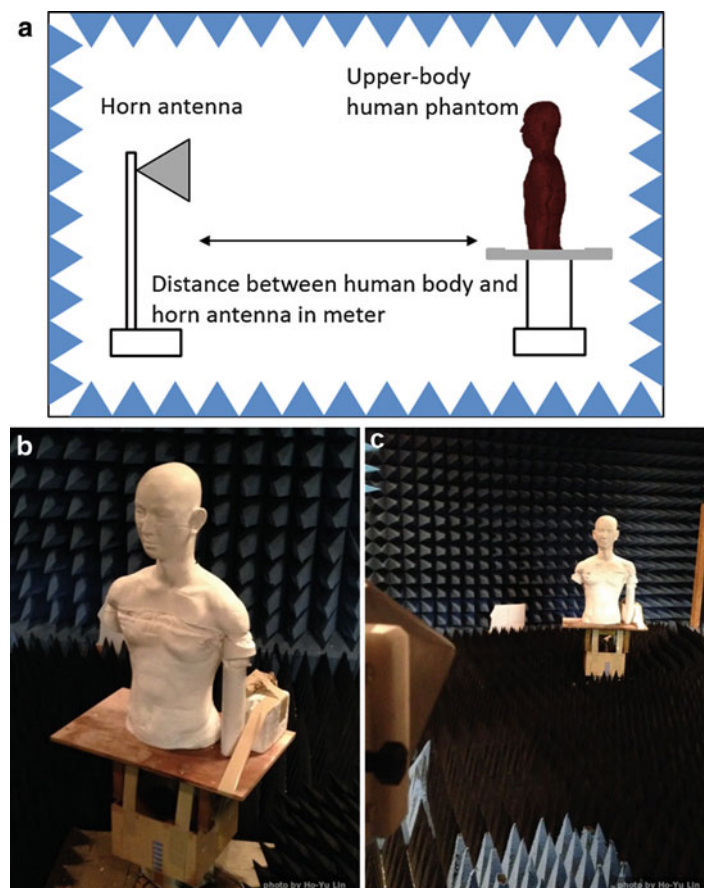 a
Horn antenna
Upper-body
human phantom
Distance between human body and
horn antenna in meter
b
photo by Ho-Yu Lin
c
photo by Ho-Yu Lin